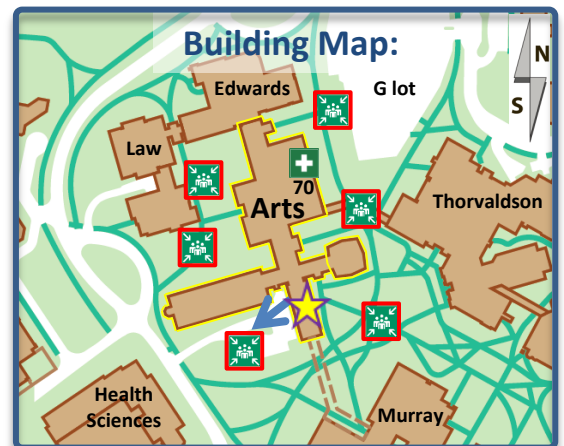 Building Map:
N
S
Edwards
G lot
Law
70
Arts
Thorvaldson
Health
Sciences
Murray